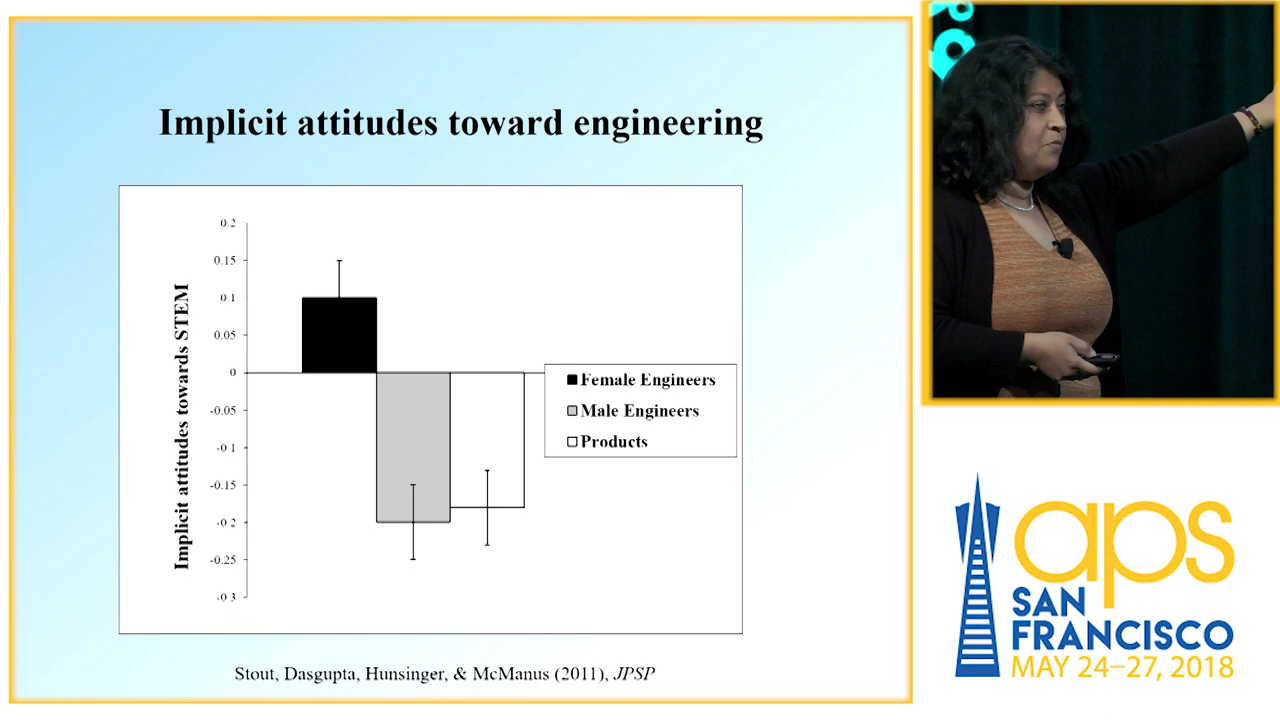 Implicit attitudes toward engineering
Implicit attitudes towards STEM
0.2
0.15
0.1
0.05
0
-0.05
-0 1
-0.15
-0 2
-0.25
-0 3
Female Engineers
Male Engineers
Products
Stout, Dasgupta, Hunsinger, & McManus (2011), JPSP
aps
SAN
FRANCISCO
MAY 24–27, 2018